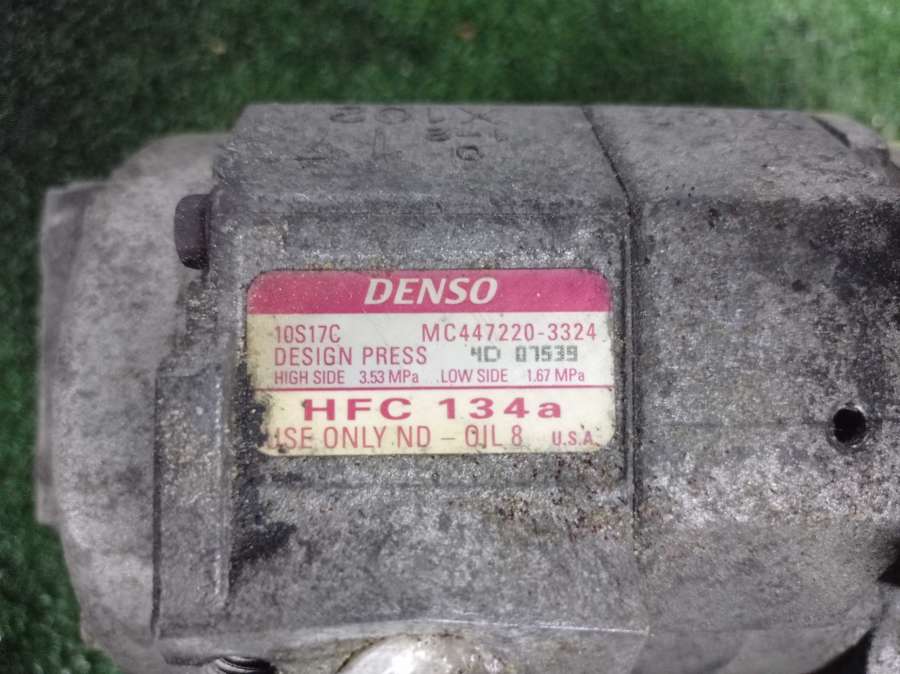 DENSO
10S17C MC447220-3324
DESIGN PRESS 4D 07539
HIGH SIDE 3.53 MPa LOW SIDE 1.67 MPa
HFC 134a
USE ONLY ND-OIL 8 U.S.A.